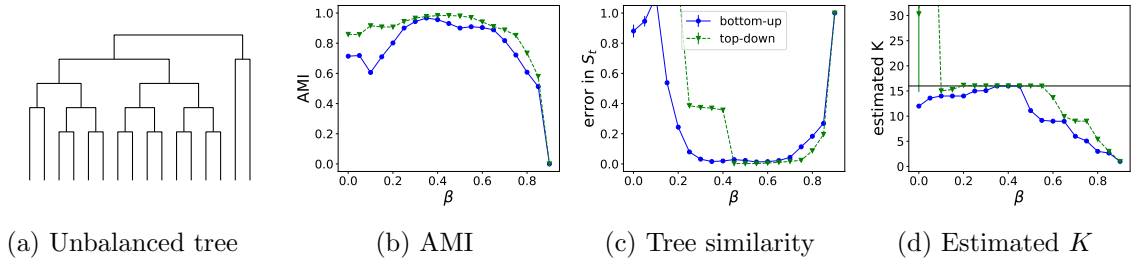 (a) Unbalanced tree
AMI
1.0
0.8
0.6
0.4
0.2
0.0
0.0 0.2 0.4 0.6 0.8
β
(b) AMI
error in S_t
1.0
0.8
0.6
0.4
0.2
0.0
bottom-up
top-down
0.0 0.2 0.4 0.6 0.8
β
(c) Tree similarity
estimated K
30
25
20
15
10
5
0
0.0 0.2 0.4 0.6 0.8
β
(d) Estimated K